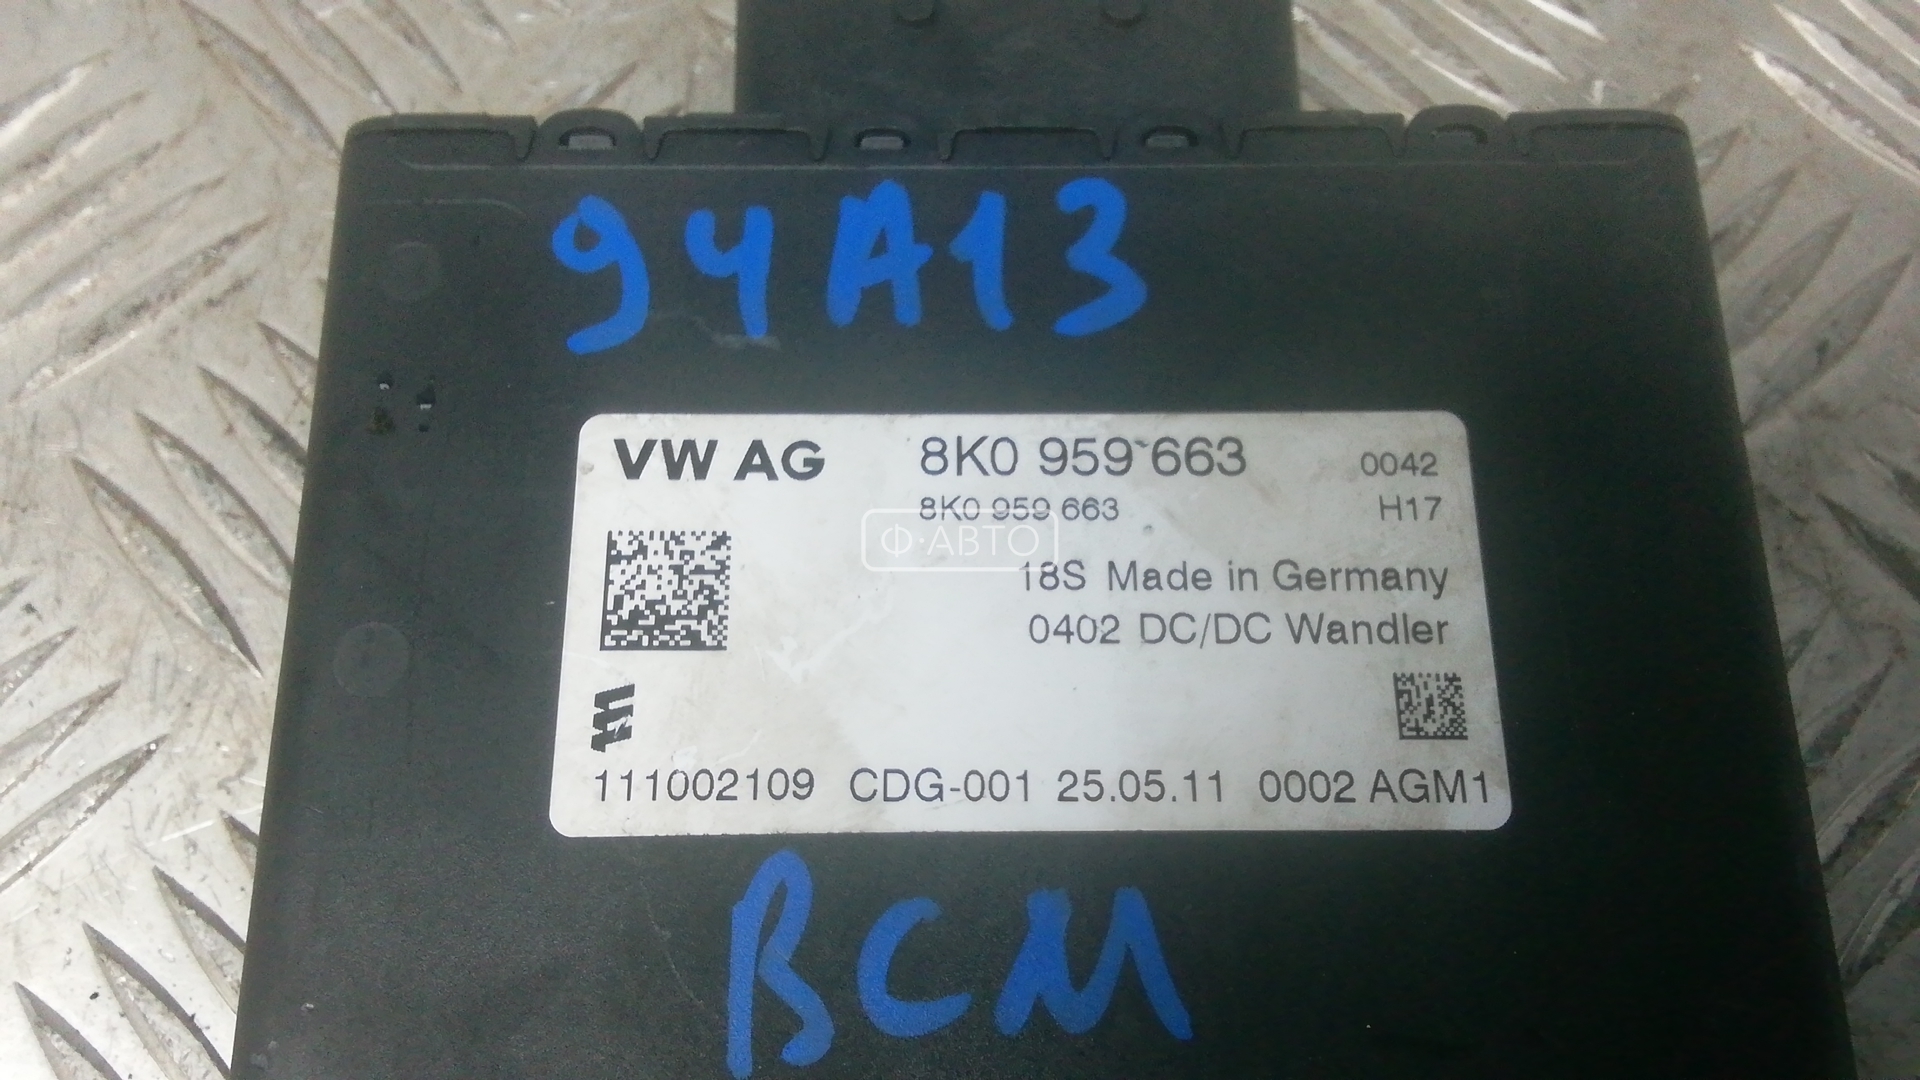 94A13
VW AG 8K0 959 663 0042
8K0 959 663 H17
Ф·АВТО
18S Made in Germany
0402 DC/DC Wandler
111002109 CDG-001 25.05.11 0002 AGM1
BCM